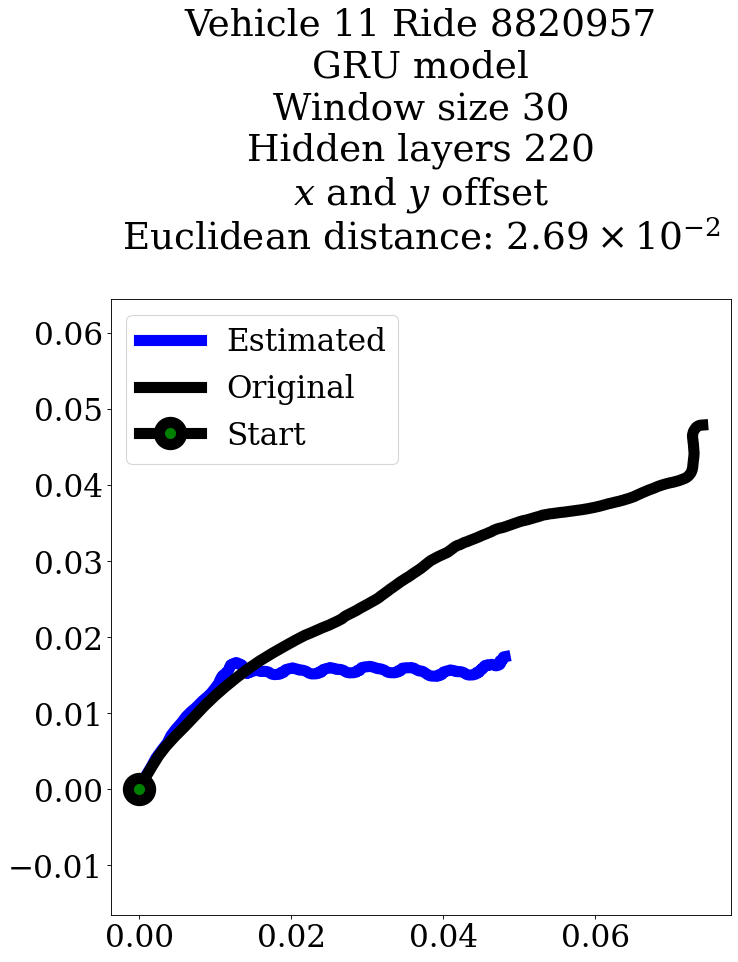 Vehicle 11 Ride 8820957
GRU model
Window size 30
Hidden layers 220
x and y offset
Euclidean distance: 2.69 × 10⁻²
Estimated
Original
Start
0.06
0.05
0.04
0.03
0.02
0.01
0.00
−0.01
0.00 0.02 0.04 0.06